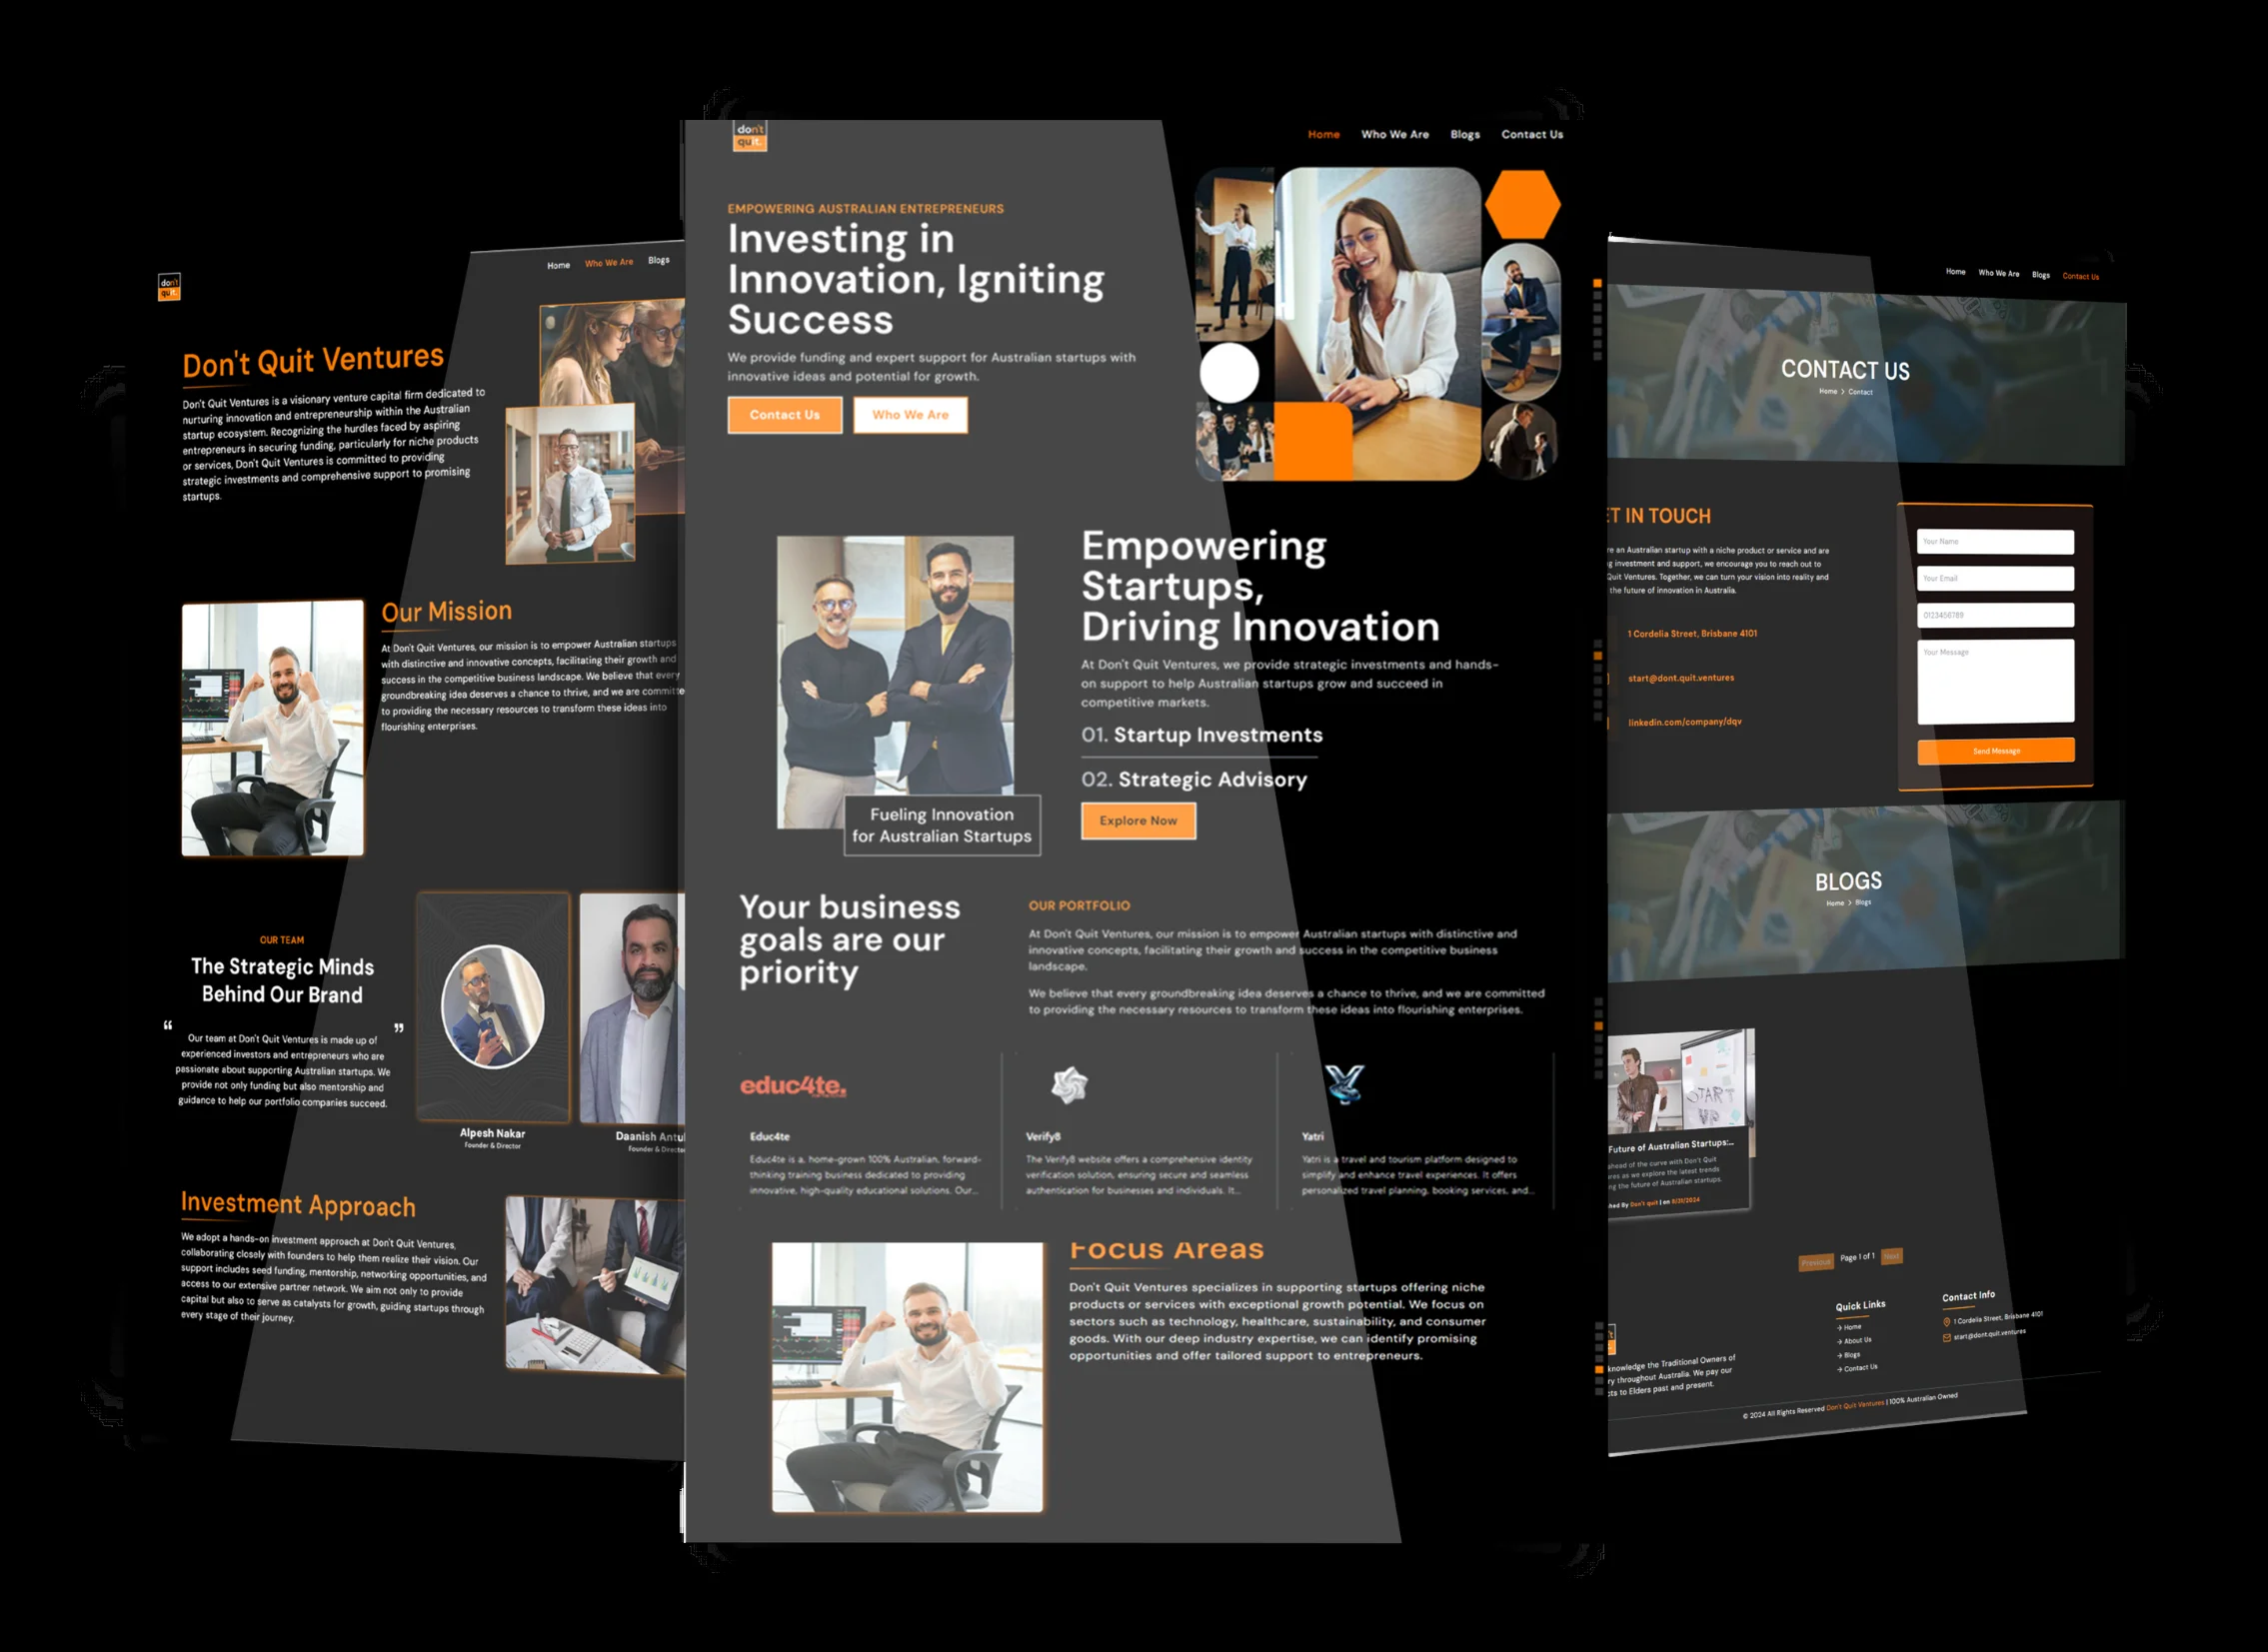 don't
quit.
Home Who We Are Blogs
Don't Quit Ventures
Don't Quit Ventures is a visionary venture capital firm dedicated to
nurturing innovation and entrepreneurship within the Australian
startup ecosystem. Recognizing the hurdles faced by aspiring
entrepreneurs in securing funding, particularly for niche products
or services, Don't Quit Ventures is committed to providing
strategic investments and comprehensive support to promising
startups.
Our Mission
At Don't Quit Ventures, our mission is to empower Australian startups
with distinctive and innovative concepts, facilitating their growth and
success in the competitive business landscape. We believe that every
groundbreaking idea deserves a chance to thrive, and we are committe
to providing the necessary resources to transform these ideas into
flourishing enterprises.
OUR TEAM
The Strategic Minds
Behind Our Brand
“ ”
Our team at Don't Quit Ventures is made up of
experienced investors and entrepreneurs who are
passionate about supporting Australian startups. We
provide not only funding but also mentorship and
guidance to help our portfolio companies succeed.
Alpesh Nakar
Founder & Director
Daanish Antul
Founder & Directo
Investment Approach
We adopt a hands-on investment approach at Don't Quit Ventures,
collaborating closely with founders to help them realize their vision. Our
support includes seed funding, mentorship, networking opportunities, and
access to our extensive partner network. We aim not only to provide
capital but also to serve as catalysts for growth, guiding startups through
every stage of their journey.
don't
quit.
Home Who We Are Blogs Contact Us
EMPOWERING AUSTRALIAN ENTREPRENEURS
Investing in
Innovation, Igniting
Success
We provide funding and expert support for Australian startups with
innovative ideas and potential for growth.
Contact Us Who We Are
Fueling Innovation
for Australian Startups
Empowering
Startups,
Driving Innovation
At Don't Quit Ventures, we provide strategic investments and hands-
on support to help Australian startups grow and succeed in
competitive markets.
01. Startup Investments
02. Strategic Advisory
Explore Now
Your business
goals are our
priority
OUR PORTFOLIO
At Don't Quit Ventures, our mission is to empower Australian startups with distinctive and
innovative concepts, facilitating their growth and success in the competitive business
landscape.
We believe that every groundbreaking idea deserves a chance to thrive, and we are committed
to providing the necessary resources to transform these ideas into flourishing enterprises.
educ4te.
Educ4te
Educ4te is a. home-grown 100% Australian, forward-
thinking training business dedicated to providing
innovative, high-quality educational solutions. Our...
Verify8
The Verify8 website offers a comprehensive identity
verification solution, ensuring secure and seamless
authentication for businesses and individuals. It...
Yatri
Yatri is a travel and tourism platform designed to
simplify and enhance travel experiences. It offers
personalized travel planning, booking services, and...
Focus Areas
Don't Quit Ventures specializes in supporting startups offering niche
products or services with exceptional growth potential. We focus on
sectors such as technology, healthcare, sustainability, and consumer
goods. With our deep industry expertise, we can identify promising
opportunities and offer tailored support to entrepreneurs.
Home Who We Are Blogs Contact Us
CONTACT US
Home > Contact
ET IN TOUCH
re an Australian startup with a niche product or service and are
g investment and support, we encourage you to reach out to
Quit Ventures. Together, we can turn your vision into reality and
the future of innovation in Australia.
1 Cordelia Street, Brisbane 4101
start@dont.quit.ventures
linkedin.com/company/dqv
Your Name
Your Email
0123456789
Your Message
Send Message
BLOGS
Home > Blogs
START
UP
Future of Australian Startups:...
head of the curve with Don't Quit
res as we explore the latest trends
ng the future of Australian startups.
hed By Don't quit | on 8/31/2024
Previous Page 1 of 1 Next
knowledge the Traditional Owners of
ry throughout Australia. We pay our
cts to Elders past and present.
Quick Links
→ Home
→ About Us
→ Blogs
→ Contact Us
Contact Info
1 Cordelia Street, Brisbane 4101
start@dont.quit.ventures
© 2024 All Rights Reserved Don't Quit Ventures | 100% Australian Owned